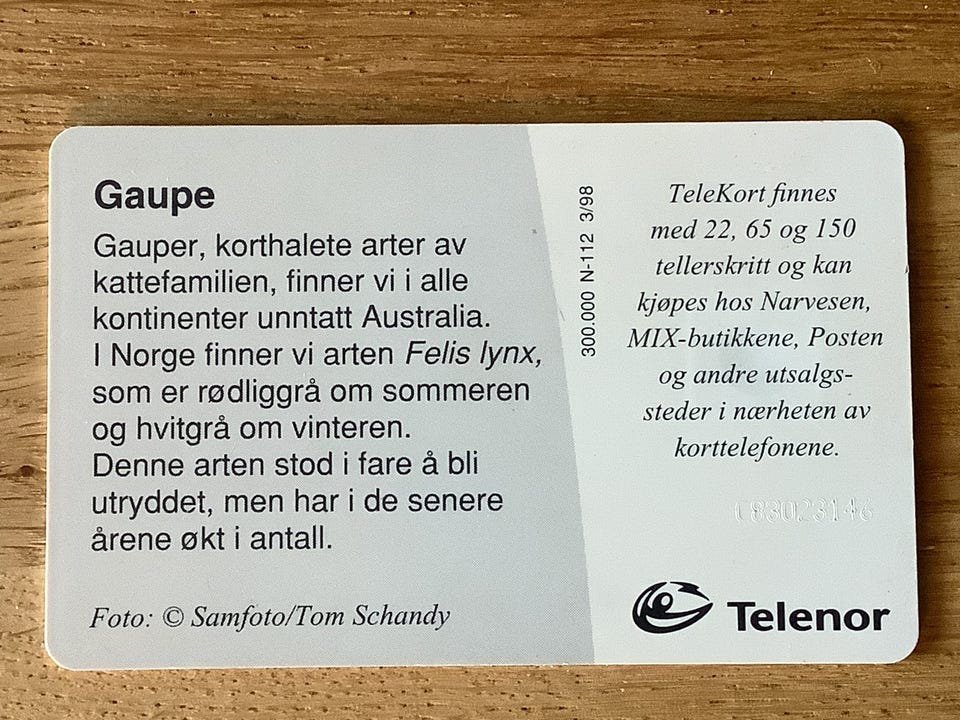 Gaupe
Gauper, korthalete arter av
kattefamilien, finner vi i alle
kontinenter unntatt Australia.
I Norge finner vi arten Felis lynx,
som er rødliggrå om sommeren
og hvitgrå om vinteren.
Denne arten stod i fare å bli
utryddet, men har i de senere
årene økt i antall.
Foto: © Samfoto/Tom Schandy
300.000 N-112 3/98
TeleKort finnes
med 22, 65 og 150
tellerskritt og kan
kjøpes hos Narvesen,
MIX-butikkene, Posten
og andre utsalgs-
steder i nærheten av
korttelefonene.
Telenor